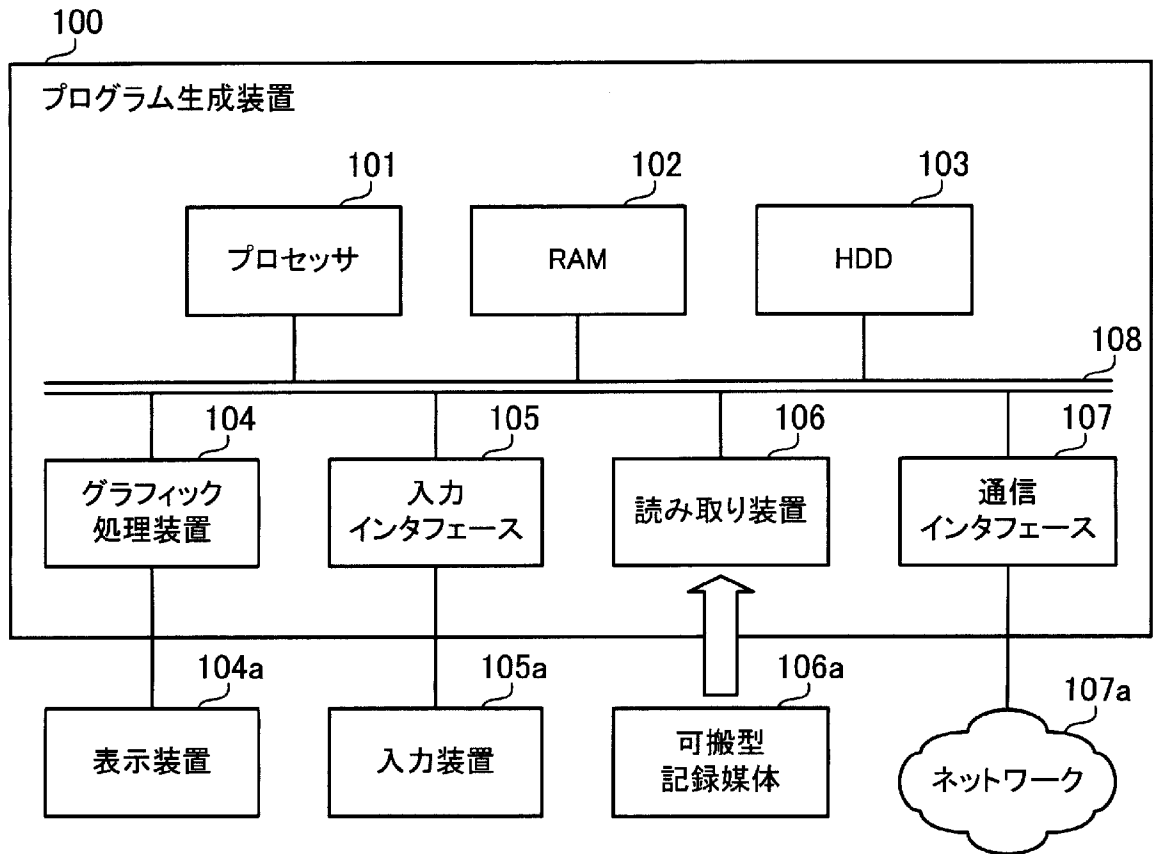 100
プログラム生成装置
101
102
103
プロセッサ
RAM
HDD
108
104
105
106
107
グラフィック
処理装置
入力
インタフェース
読み取り装置
通信
インタフェース
104a
105a
106a
107a
表示装置
入力装置
可搬型
記録媒体
ネットワーク